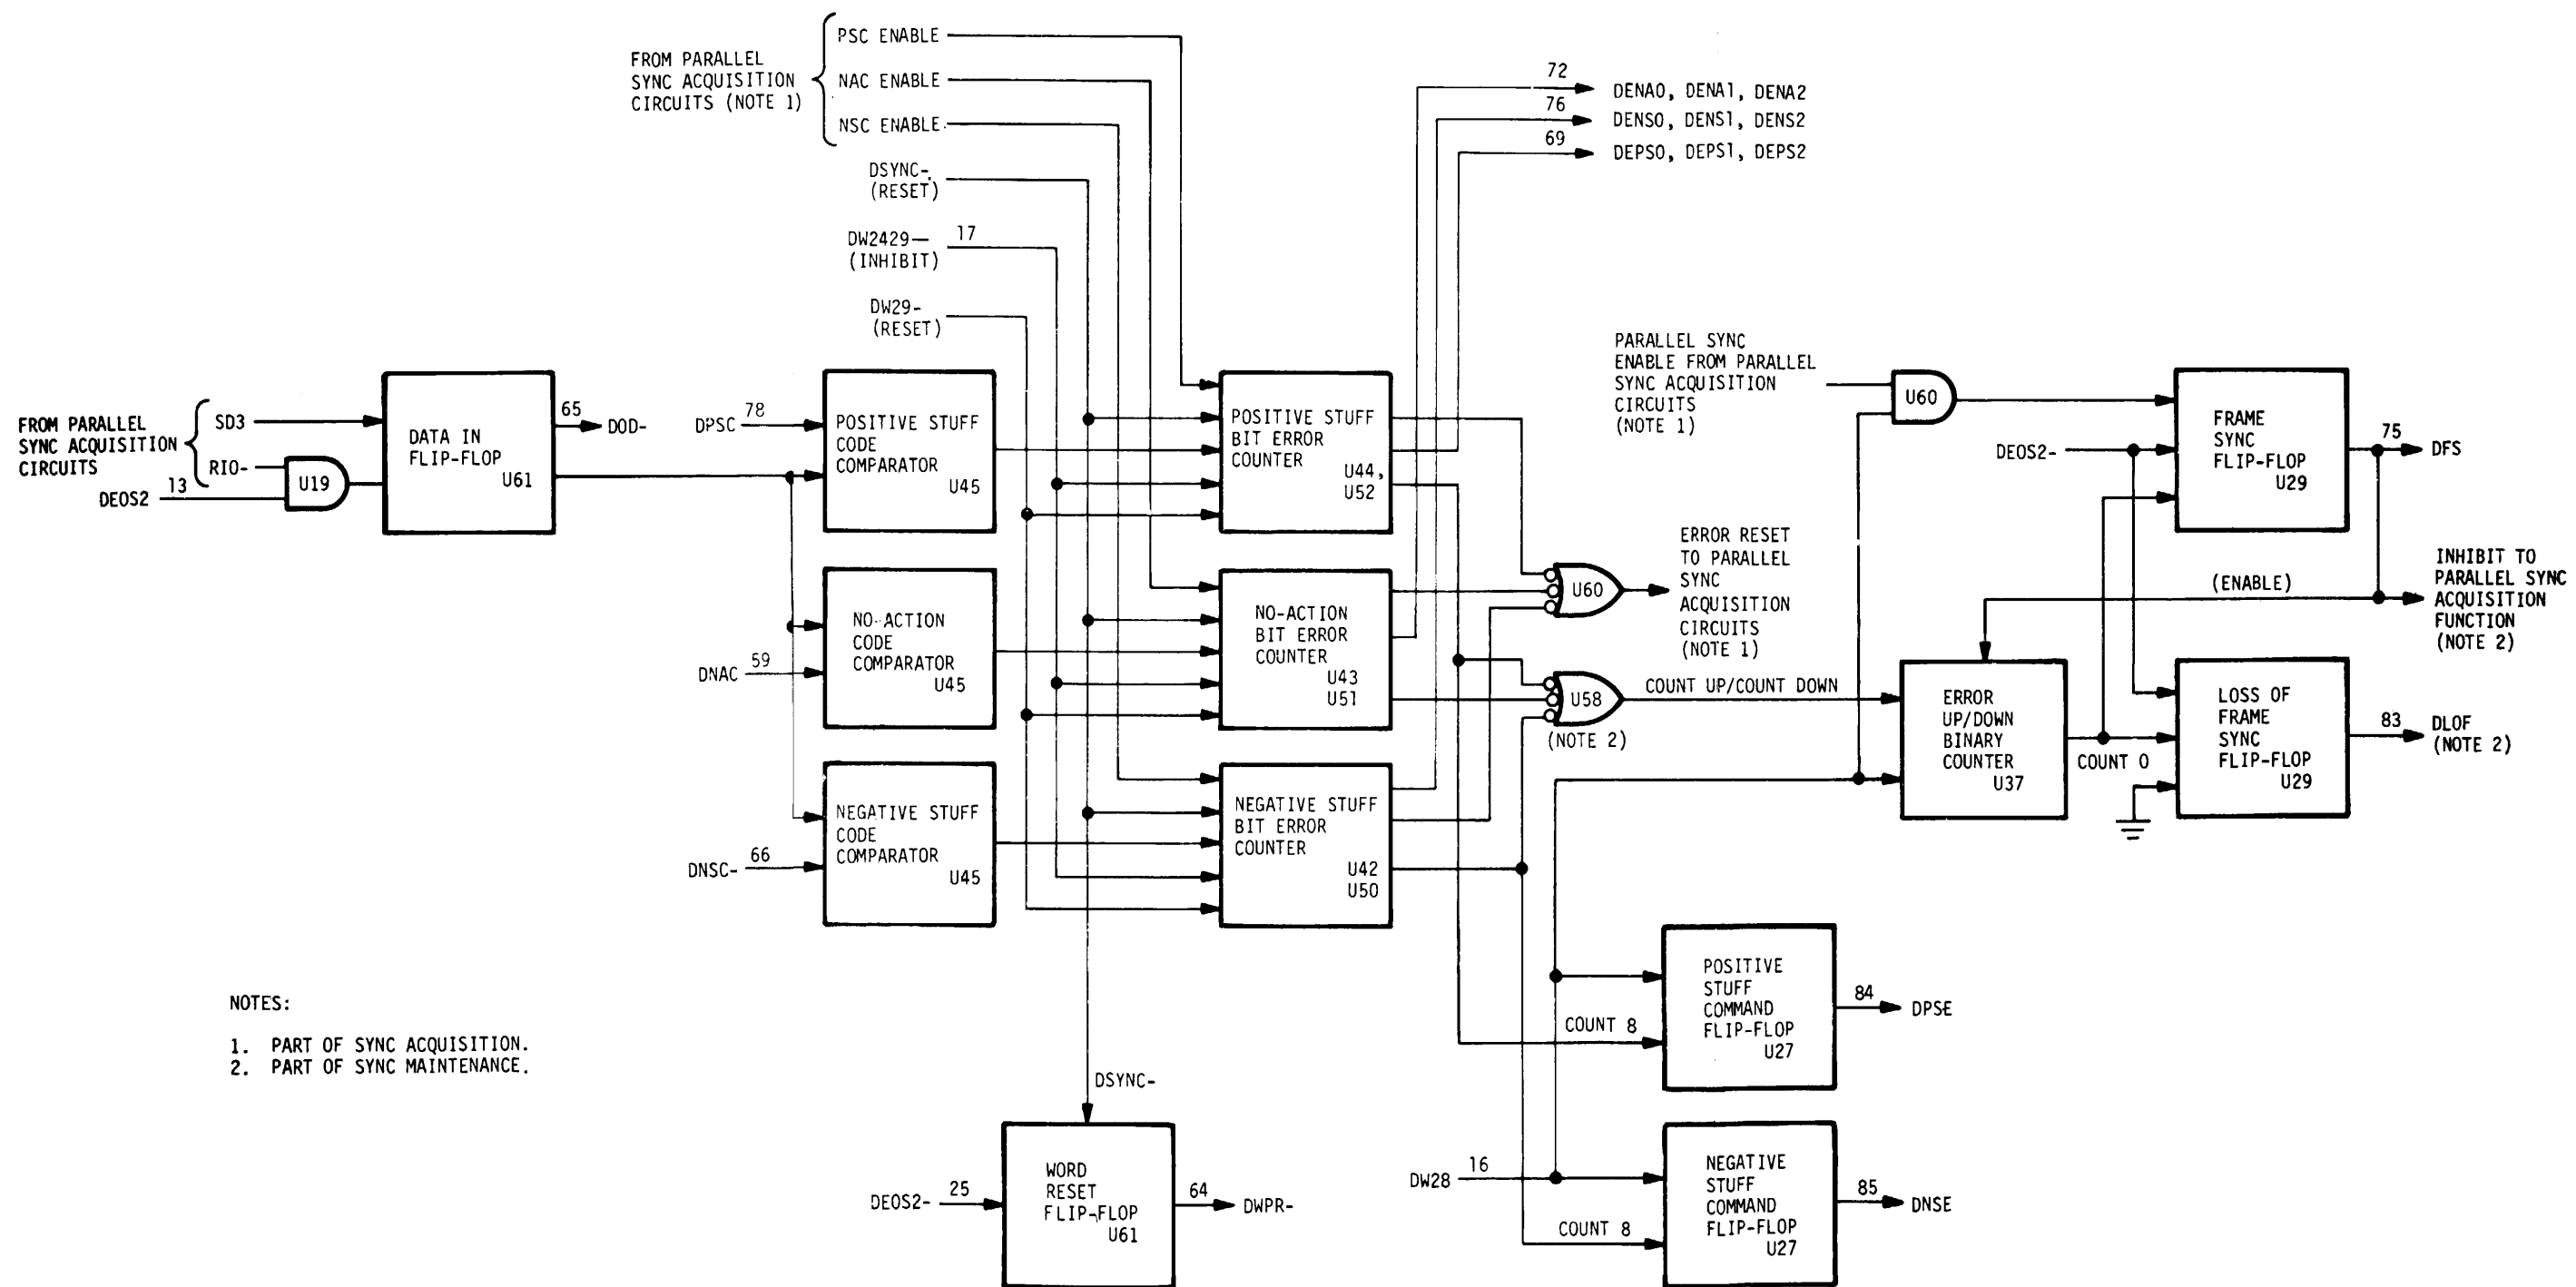 FROM PARALLEL
SYNC ACQUISITION
CIRCUITS (NOTE 1)
PSC ENABLE
NAC ENABLE
NSC ENABLE
DSYNC-
(RESET)
DW2429—
(INHIBIT)
17
DW29-
(RESET)
72
DENA0, DENA1, DENA2
76
DENS0, DENS1, DENS2
69
DEPS0, DEPS1, DEPS2
FROM PARALLEL
SYNC ACQUISITION
CIRCUITS
SD3
RIO-
DEOS2
13
U19
DATA IN
FLIP-FLOP
U61
65
DOD-
DPSC
78
POSITIVE STUFF
CODE
COMPARATOR
U45
NO-ACTION
CODE
COMPARATOR
U45
DNAC
59
NEGATIVE STUFF
CODE
COMPARATOR
U45
DNSC-
66
POSITIVE STUFF
BIT ERROR
COUNTER
U44,
U52
NO-ACTION
BIT ERROR
COUNTER
U43
U51
NEGATIVE STUFF
BIT ERROR
COUNTER
U42
U50
U60
ERROR RESET
TO PARALLEL
SYNC
ACQUISITION
CIRCUITS
(NOTE 1)
U58
(NOTE 2)
COUNT UP/COUNT DOWN
PARALLEL SYNC
ENABLE FROM PARALLEL
SYNC ACQUISITION
CIRCUITS
(NOTE 1)
U60
DEOS2-
FRAME
SYNC
FLIP-FLOP
U29
75
DFS
(ENABLE)
INHIBIT TO
PARALLEL SYNC
ACQUISITION
FUNCTION
(NOTE 2)
ERROR
UP/DOWN
BINARY
COUNTER
U37
COUNT 0
LOSS OF
FRAME
SYNC
FLIP-FLOP
U29
83
DLOF
(NOTE 2)
POSITIVE
STUFF
COMMAND
FLIP-FLOP
U27
COUNT 8
84
DPSE
DW28
16
NEGATIVE
STUFF
COMMAND
FLIP-FLOP
U27
COUNT 8
85
DNSE
DSYNC-
WORD
RESET
FLIP-FLOP
U61
DEOS2-
25
64
DWPR-
NOTES:
1. PART OF SYNC ACQUISITION.
2. PART OF SYNC MAINTENANCE.